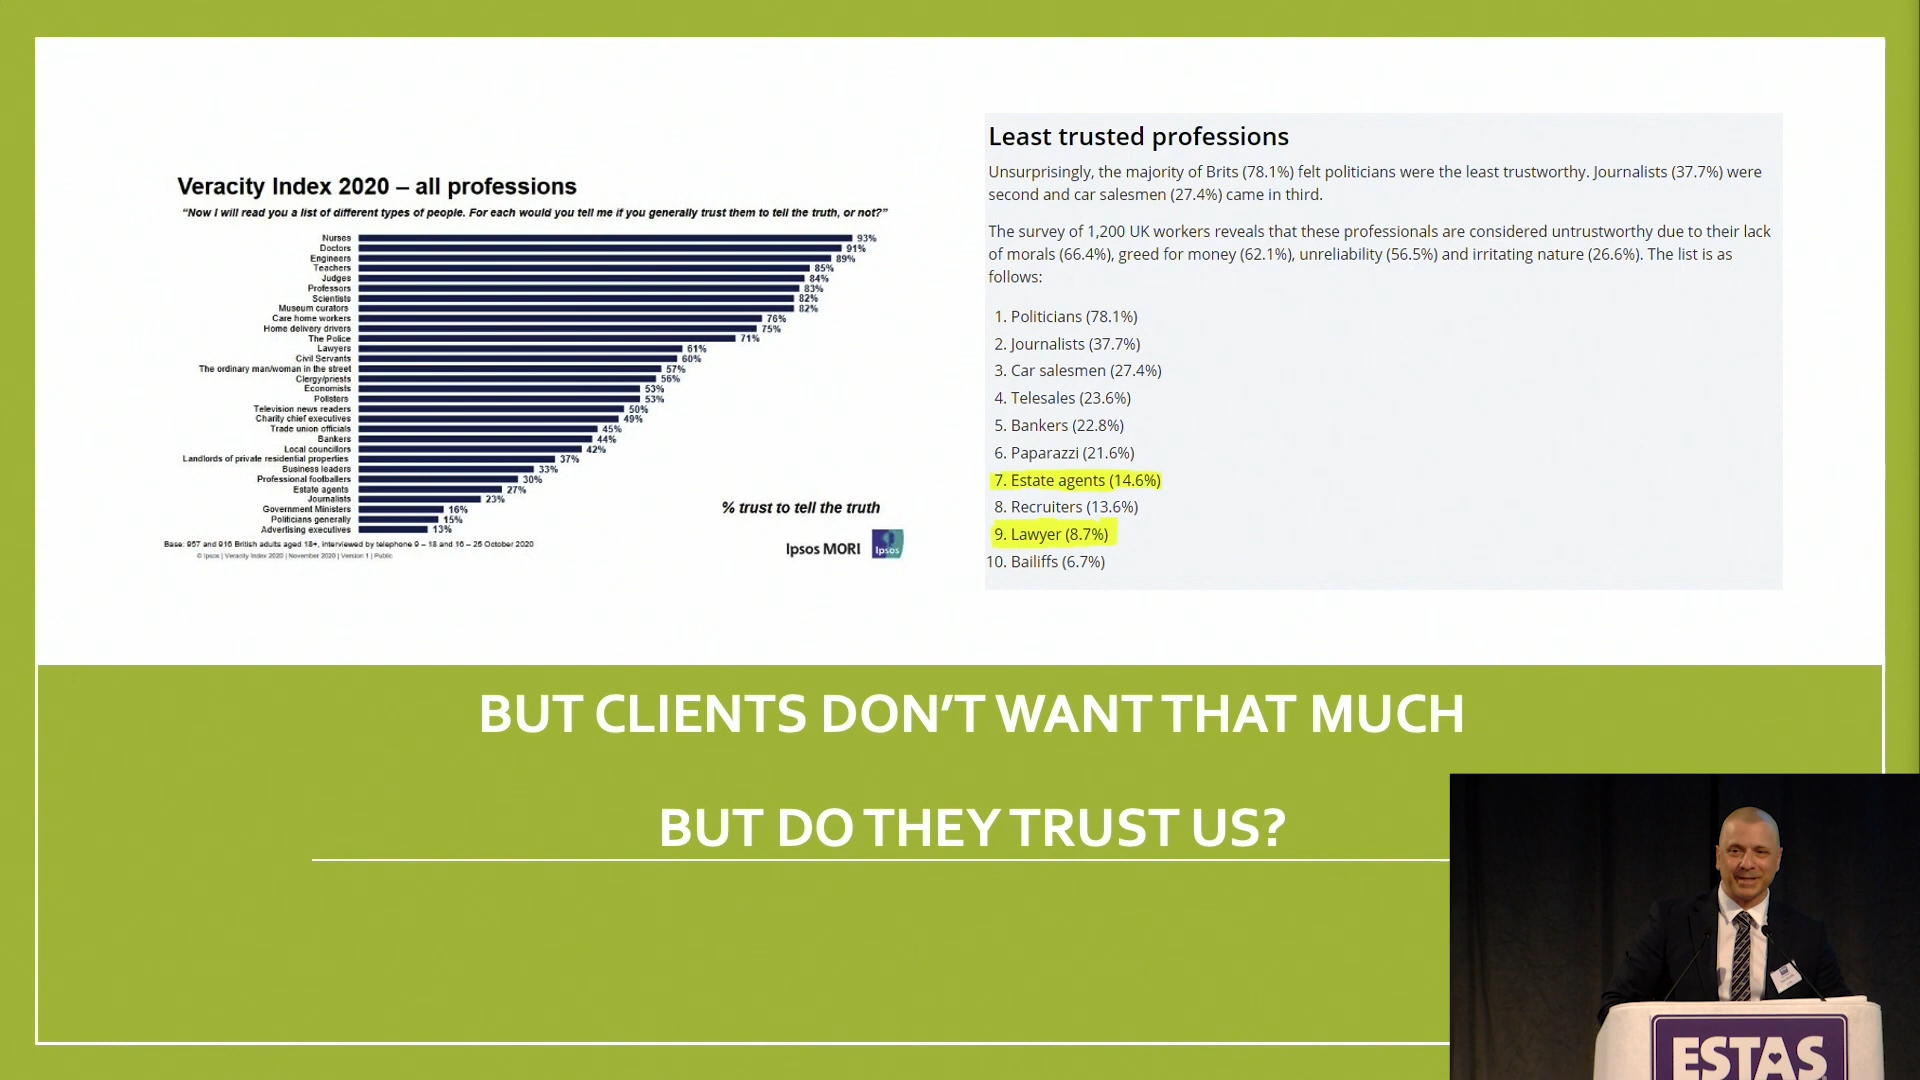 Veracity Index 2020 – all professions
“Now I will read you a list of different types of people. For each would you tell me if you generally trust them to tell the truth, or not?”
Nurses 93%
Doctors 91%
Engineers 89%
Teachers 85%
Judges 84%
Professors 83%
Scientists 82%
Museum curators 82%
Care home workers 76%
Home delivery drivers 75%
The Police 71%
Lawyers 61%
Civil Servants 60%
The ordinary man/woman in the street 57%
Clergy/priests 56%
Economists 53%
Pollsters 53%
Television news readers 50%
Charity chief executives 49%
Trade union officials 45%
Bankers 44%
Local councillors 42%
Landlords of private residential properties 37%
Business leaders 33%
Professional footballers 30%
Estate agents 27%
Journalists 23%
Government Ministers 16%
Politicians generally 15%
Advertising executives 13%
% trust to tell the truth
Base: 957 and 916 British adults aged 18+, interviewed by telephone 9 – 18 and 16 – 25 October 2020
© Ipsos | Veracity Index 2020 | November 2020 | Version 1 | Public
Ipsos MORI Ipsos
Least trusted professions
Unsurprisingly, the majority of Brits (78.1%) felt politicians were the least trustworthy. Journalists (37.7%) were
second and car salesmen (27.4%) came in third.
The survey of 1,200 UK workers reveals that these professionals are considered untrustworthy due to their lack
of morals (66.4%), greed for money (62.1%), unreliability (56.5%) and irritating nature (26.6%). The list is as
follows:
1. Politicians (78.1%)
2. Journalists (37.7%)
3. Car salesmen (27.4%)
4. Telesales (23.6%)
5. Bankers (22.8%)
6. Paparazzi (21.6%)
7. Estate agents (14.6%)
8. Recruiters (13.6%)
9. Lawyer (8.7%)
10. Bailiffs (6.7%)
BUT CLIENTS DON’T WANT THAT MUCH
BUT DO THEY TRUST US?
ESTAS